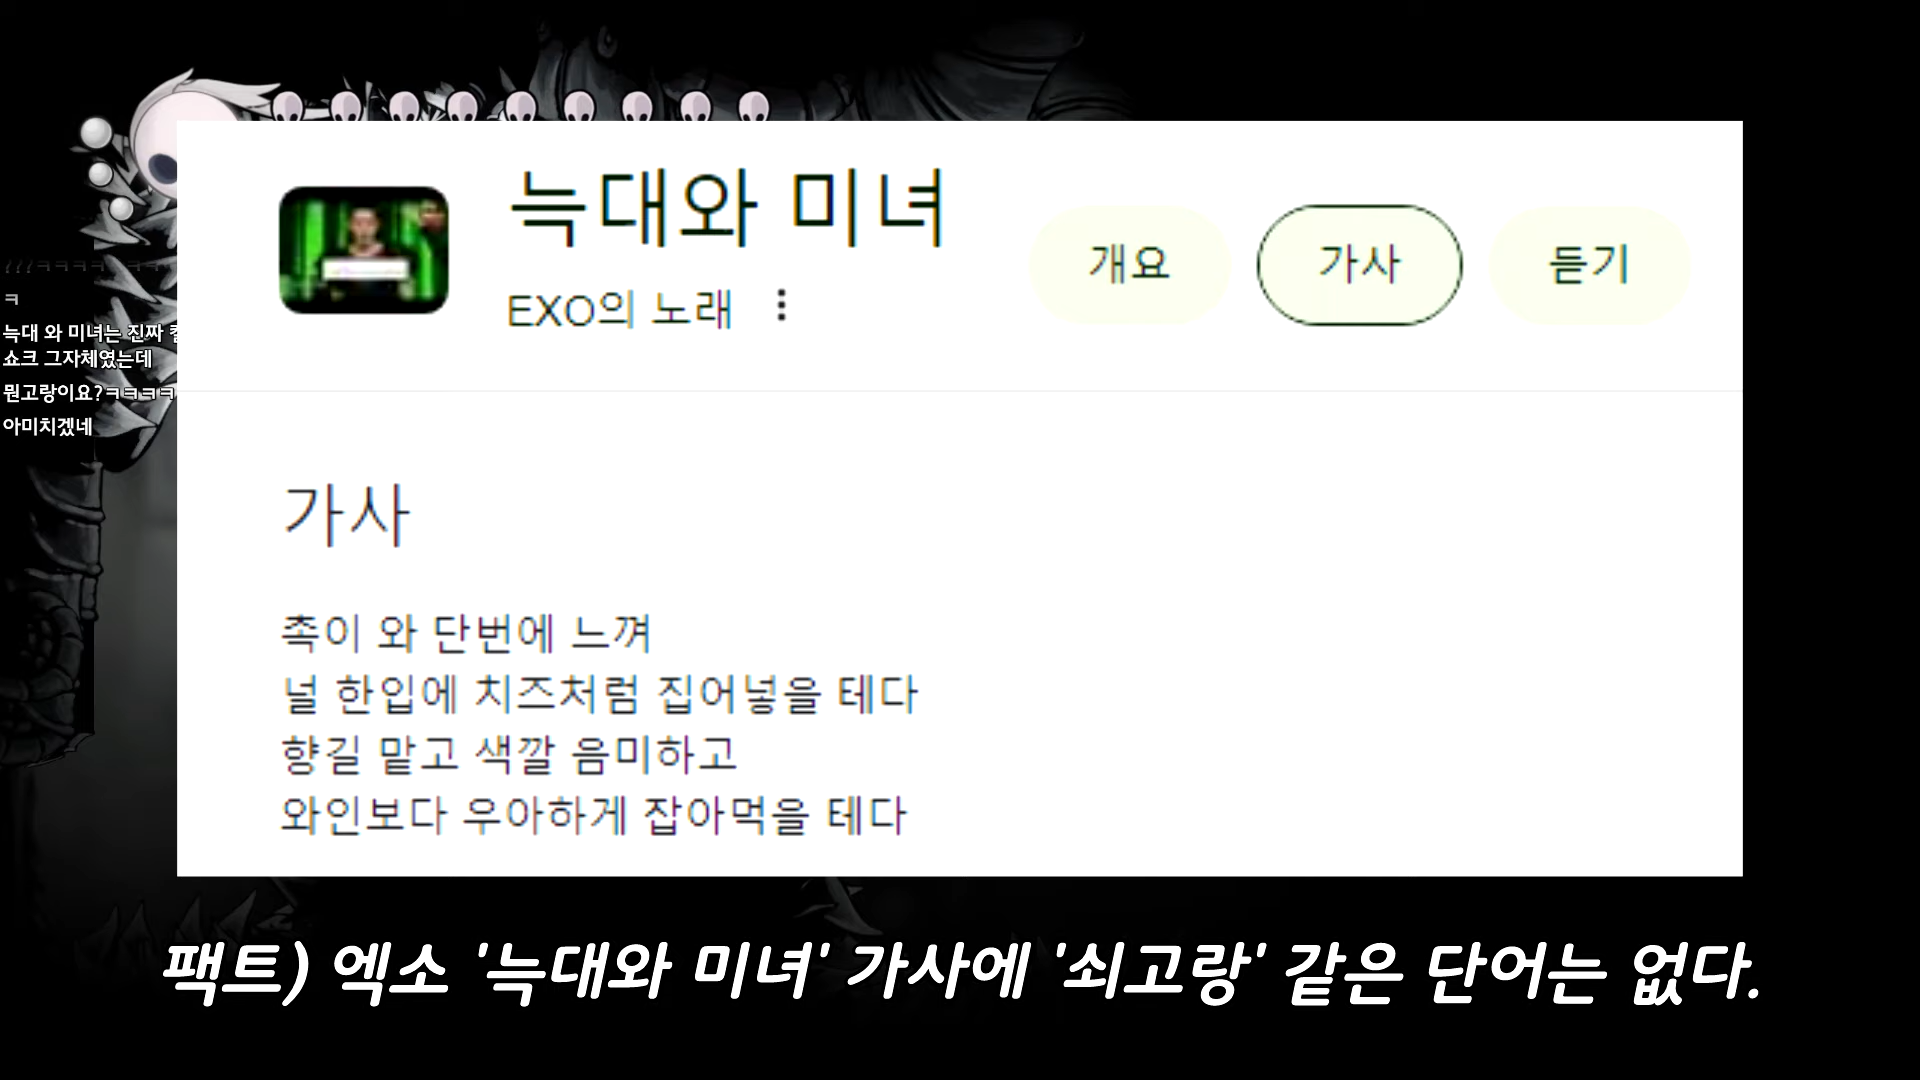 늑대와 미녀
EXO의 노래
개요
가사
듣기
ㅋ
늑대 와 미녀는 진짜
쇼크 그자체였는데
뭔고랑이요?ㅋㅋㅋㅋ
아미치겠네
가사
촉이 와 단번에 느껴
널 한입에 치즈처럼 집어넣을 테다
향길 맡고 색깔 음미하고
와인보다 우아하게 잡아먹을 테다
팩트) 엑소 '늑대와 미녀' 가사에 '쇠고랑' 같은 단어는 없다.